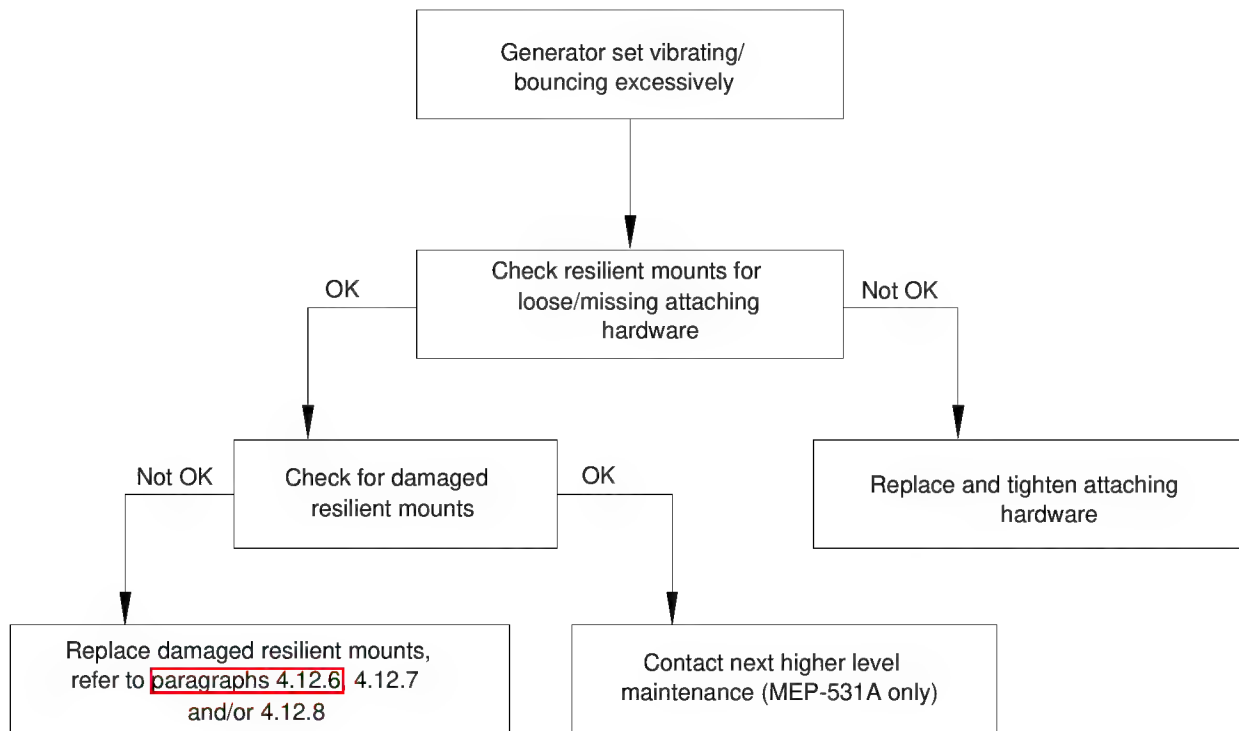 Generator set vibrating/
bouncing excessively
Check resilient mounts for
loose/missing attaching
hardware
OK
Not OK
Check for damaged
resilient mounts
Not OK
OK
Replace and tighten attaching
hardware
Replace damaged resilient mounts,
refer to paragraphs 4.12.6, 4.12.7
and/or 4.12.8
Contact next higher level
maintenance (MEP-531A only)